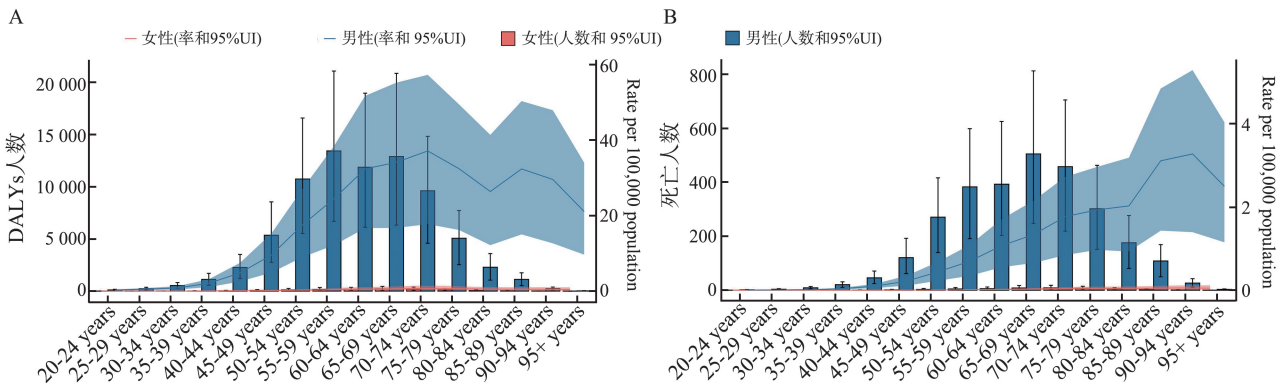 A
B
女性(率和95%UI)
男性(率和 95%UI)
女性(人数和 95%UI)
男性(人数和95%UI)
DALYs人数
20 000
15 000
10 000
5 000
0
60
40
20
0
Rate per 100,000 population
20-24 years
25-29 years
30-34 years
35-39 years
40-44 years
45-49 years
50-54 years
55-59 years
60-64 years
65-69 years
70-74 years
75-79 years
80-84 years
85-89 years
90-94 years
95+ years
死亡人数
800
600
400
200
0
4
2
0
Rate per 100,000 population
20-24 years
25-29 years
30-34 years
35-39 years
40-44 years
45-49 years
50-54 years
55-59 years
60-64 years
65-69 years
70-74 years
75-79 years
80-84 years
85-89 years
90-94 years
95+ years